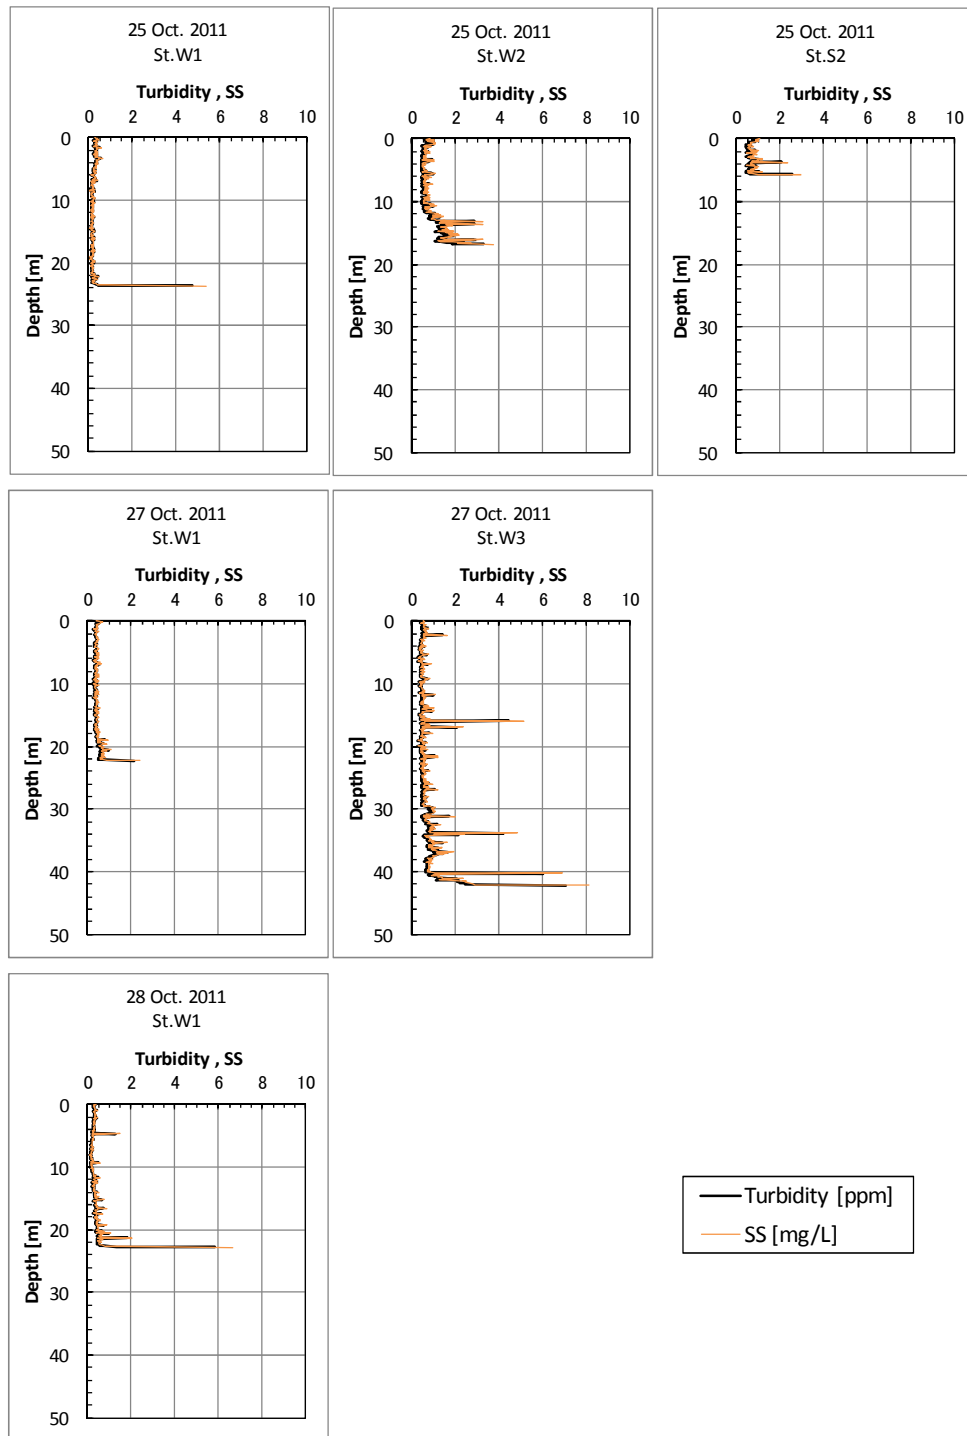 25 Oct. 2011
St.W1
Turbidity , SS
0 2 4 6 8 10
0
10
20
30
40
50
Depth [m]
25 Oct. 2011
St.W2
Turbidity , SS
0 2 4 6 8 10
0
10
20
30
40
50
Depth [m]
25 Oct. 2011
St.S2
Turbidity , SS
0 2 4 6 8 10
0
10
20
30
40
50
Depth [m]
27 Oct. 2011
St.W1
Turbidity , SS
0 2 4 6 8 10
0
10
20
30
40
50
Depth [m]
27 Oct. 2011
St.W3
Turbidity , SS
0 2 4 6 8 10
0
10
20
30
40
50
Depth [m]
28 Oct. 2011
St.W1
Turbidity , SS
0 2 4 6 8 10
0
10
20
30
40
50
Depth [m]
Turbidity [ppm]
SS [mg/L]